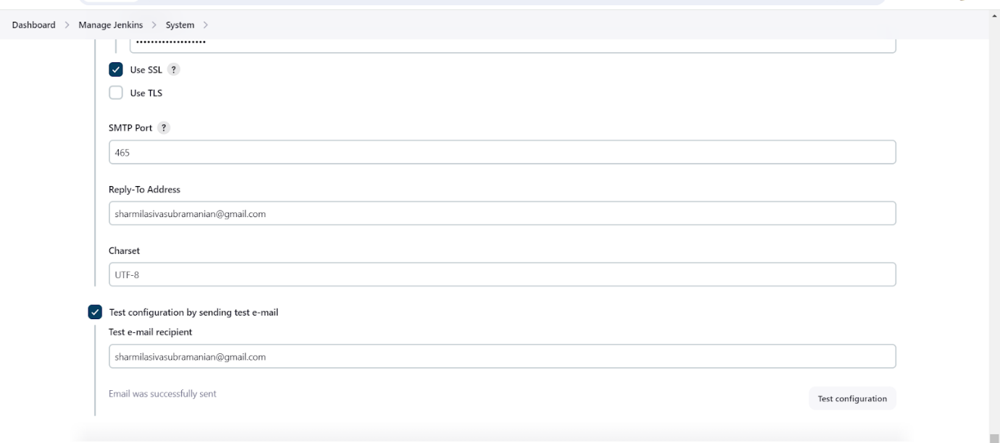 Dashboard > Manage Jenkins > System >
•••••••••••••••••••
Use SSL ?
Use TLS
SMTP Port ?
465
Reply-To Address
sharmilasivasubramanian@gmail.com
Charset
UTF-8
Test configuration by sending test e-mail
Test e-mail recipient
sharmilasivasubramanian@gmail.com
Email was successfully sent
Test configuration